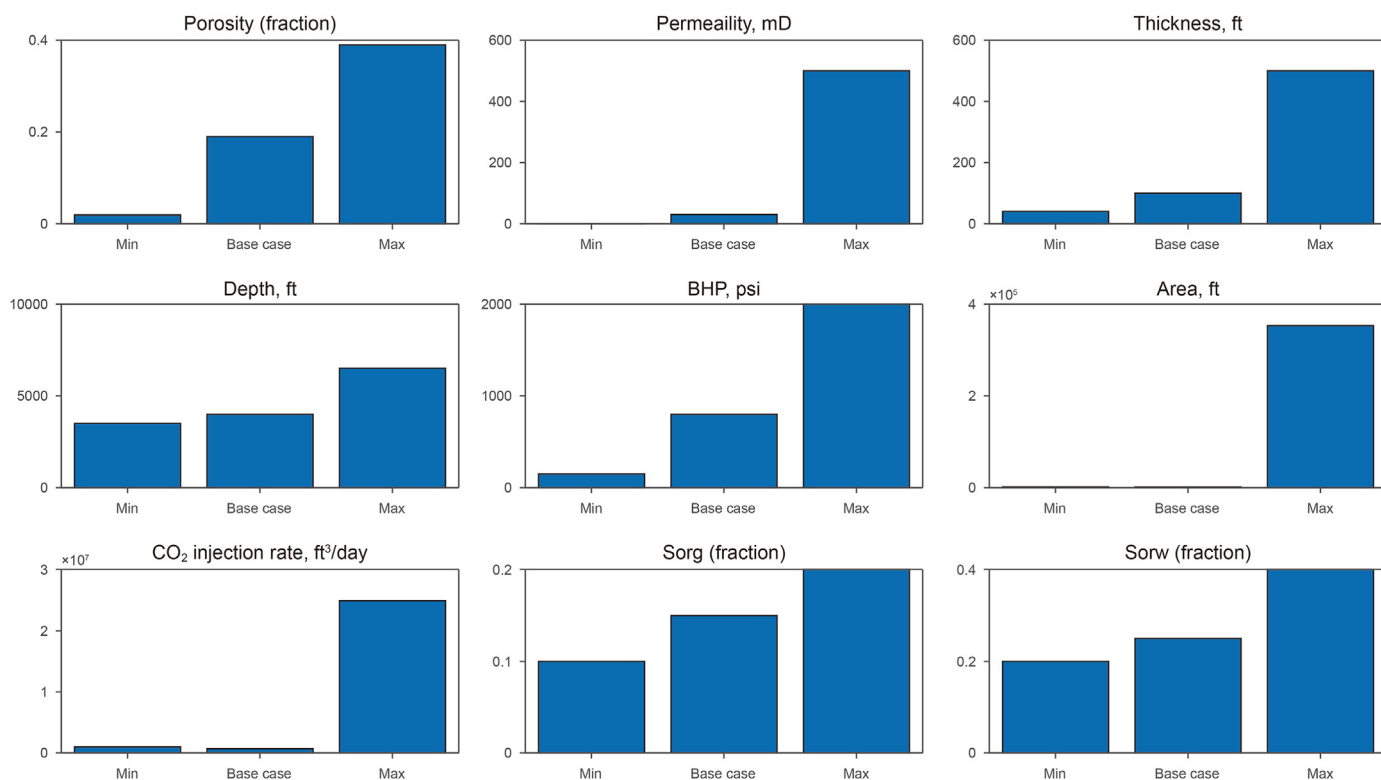 Porosity (fraction)
0.4
0.2
0
Min Base case Max
Permeaility, mD
600
400
200
0
Min Base case Max
Thickness, ft
600
400
200
0
Min Base case Max
Depth, ft
10000
5000
0
Min Base case Max
BHP, psi
2000
1000
0
Min Base case Max
×10⁵ Area, ft
4
2
0
Min Base case Max
×10⁷ CO₂ injection rate, ft³/day
3
2
1
0
Min Base case Max
Sorg (fraction)
0.2
0.1
0
Min Base case Max
Sorw (fraction)
0.4
0.2
0
Min Base case Max